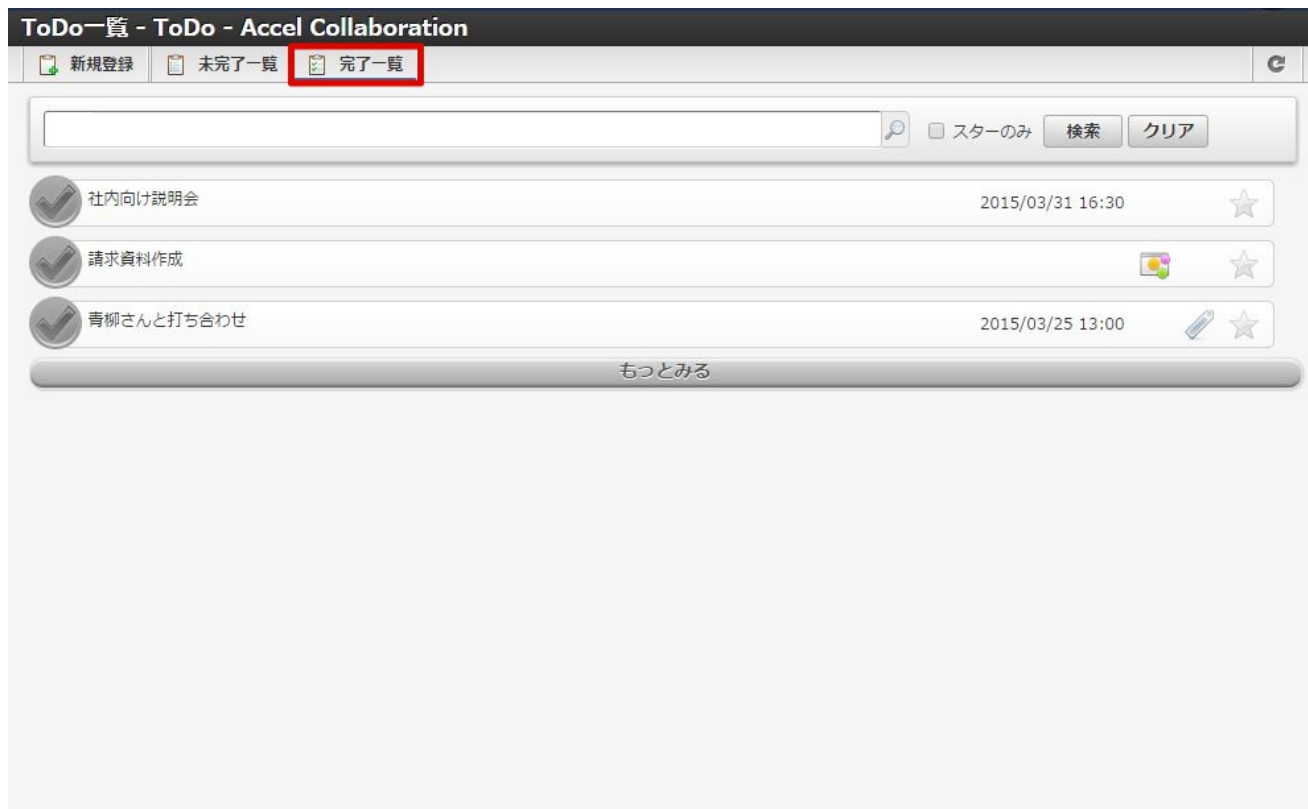 ToDo一覧 - ToDo - Accel Collaboration
新規登録 未完了一覧 完了一覧
スターのみ 検索 クリア
社内向け説明会 2015/03/31 16:30
請求資料作成
青柳さんと打ち合わせ 2015/03/25 13:00
もっとみる